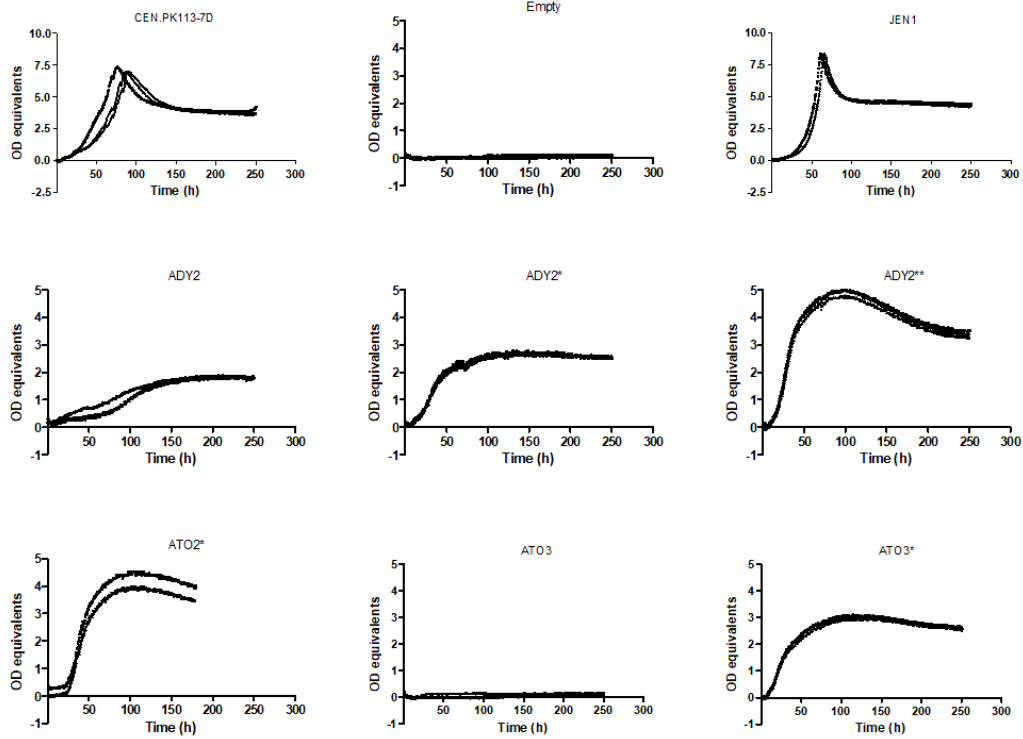 CEN.PK113-7D
10.0
7.5
5.0
2.5
0.0
-2.5
OD equivalents
50 100 150 200 250 300
Time (h)
Empty
5
4
3
2
1
0
-1
OD equivalents
50 100 150 200 250 300
Time (h)
JEN1
10.0
7.5
5.0
2.5
0.0
-2.5
OD equivalents
50 100 150 200 250 300
Time (h)
ADY2
5
4
3
2
1
0
-1
OD equivalents
50 100 150 200 250 300
Time (h)
ADY2*
5
4
3
2
1
0
-1
OD equivalents
50 100 150 200 250 300
Time (h)
ADY2**
5
4
3
2
1
0
-1
OD equivalents
50 100 150 200 250 300
Time (h)
ATO2*
5
4
3
2
1
0
-1
OD equivalents
50 100 150 200 250 300
Time (h)
ATO3
5
4
3
2
1
0
-1
OD equivalents
50 100 150 200 250 300
Time (h)
ATO3*
5
4
3
2
1
0
-1
OD equivalents
50 100 150 200 250 300
Time (h)